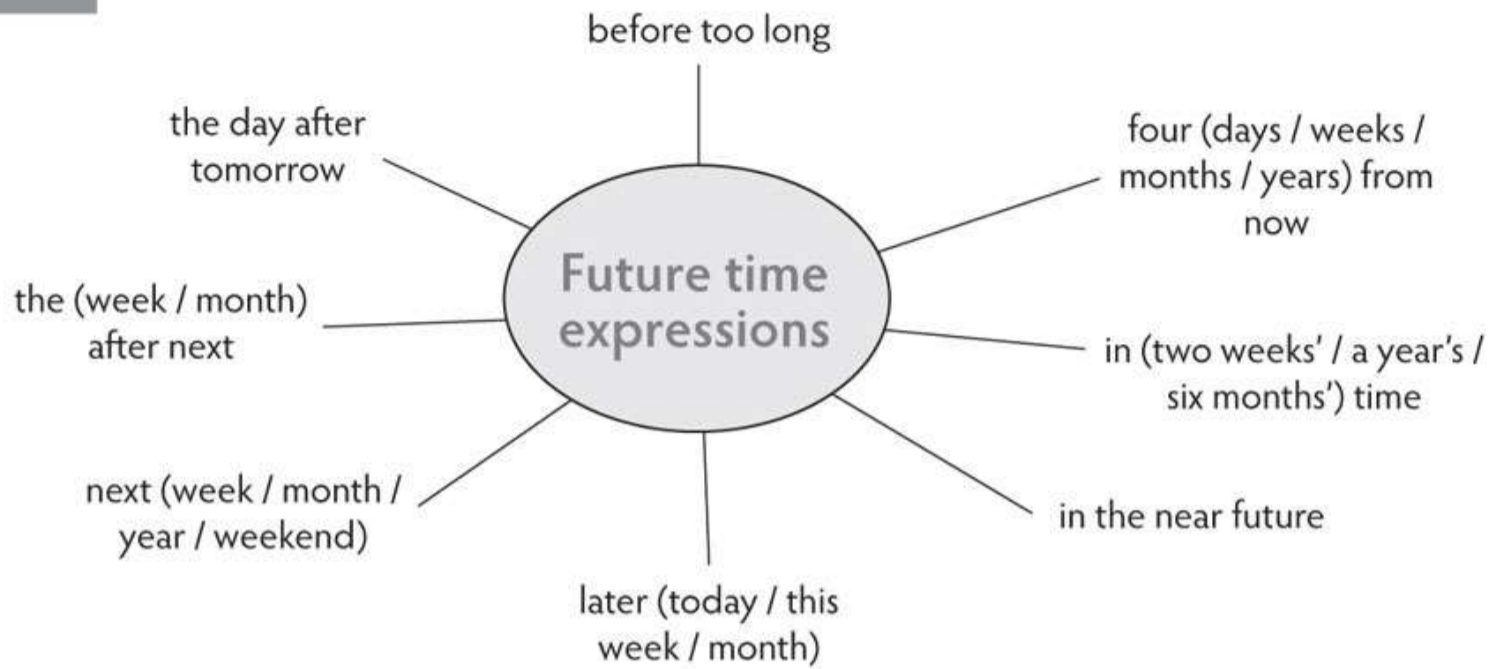 before too long
the day after
tomorrow
four (days / weeks /
months / years) from
now
Future time
expressions
the (week / month)
after next
in (two weeks' / a year's /
six months') time
next (week / month /
year / weekend)
in the near future
later (today / this
week / month)